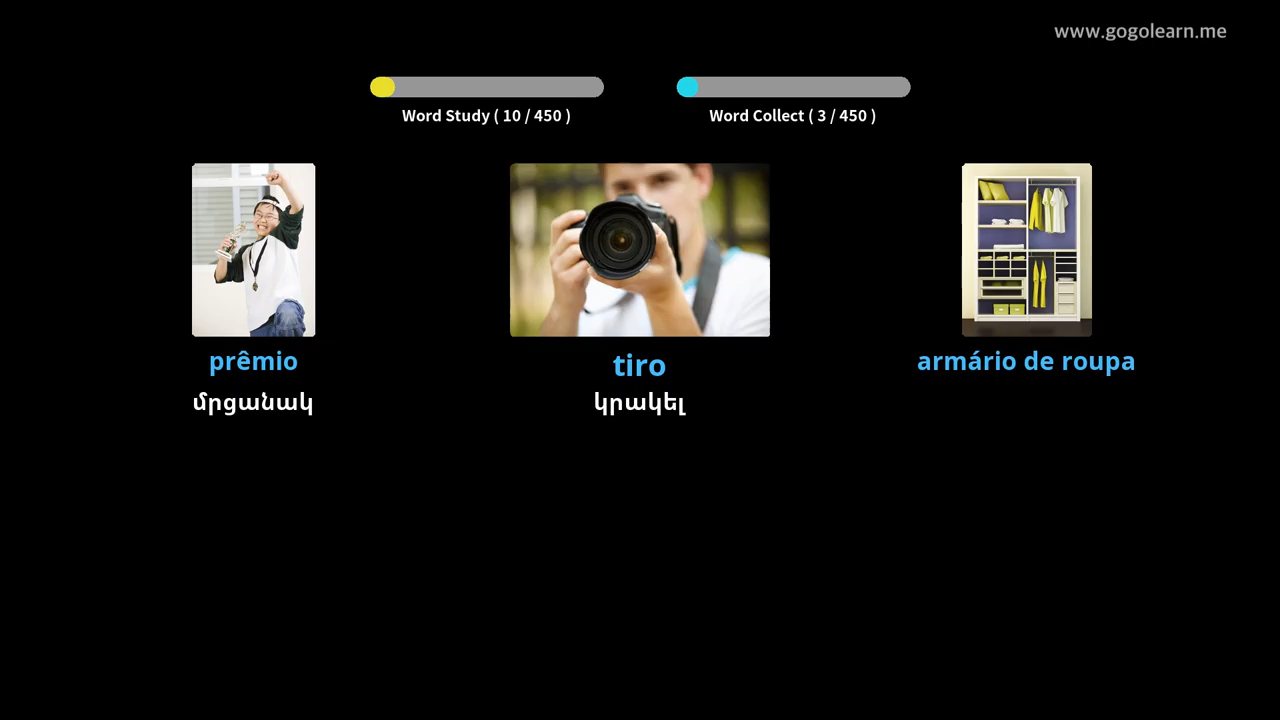 www.gogolearn.me
Word Study ( 10 / 450 )
Word Collect ( 3 / 450 )
prêmio
մրցանակ
tiro
կրակել
armário de roupa